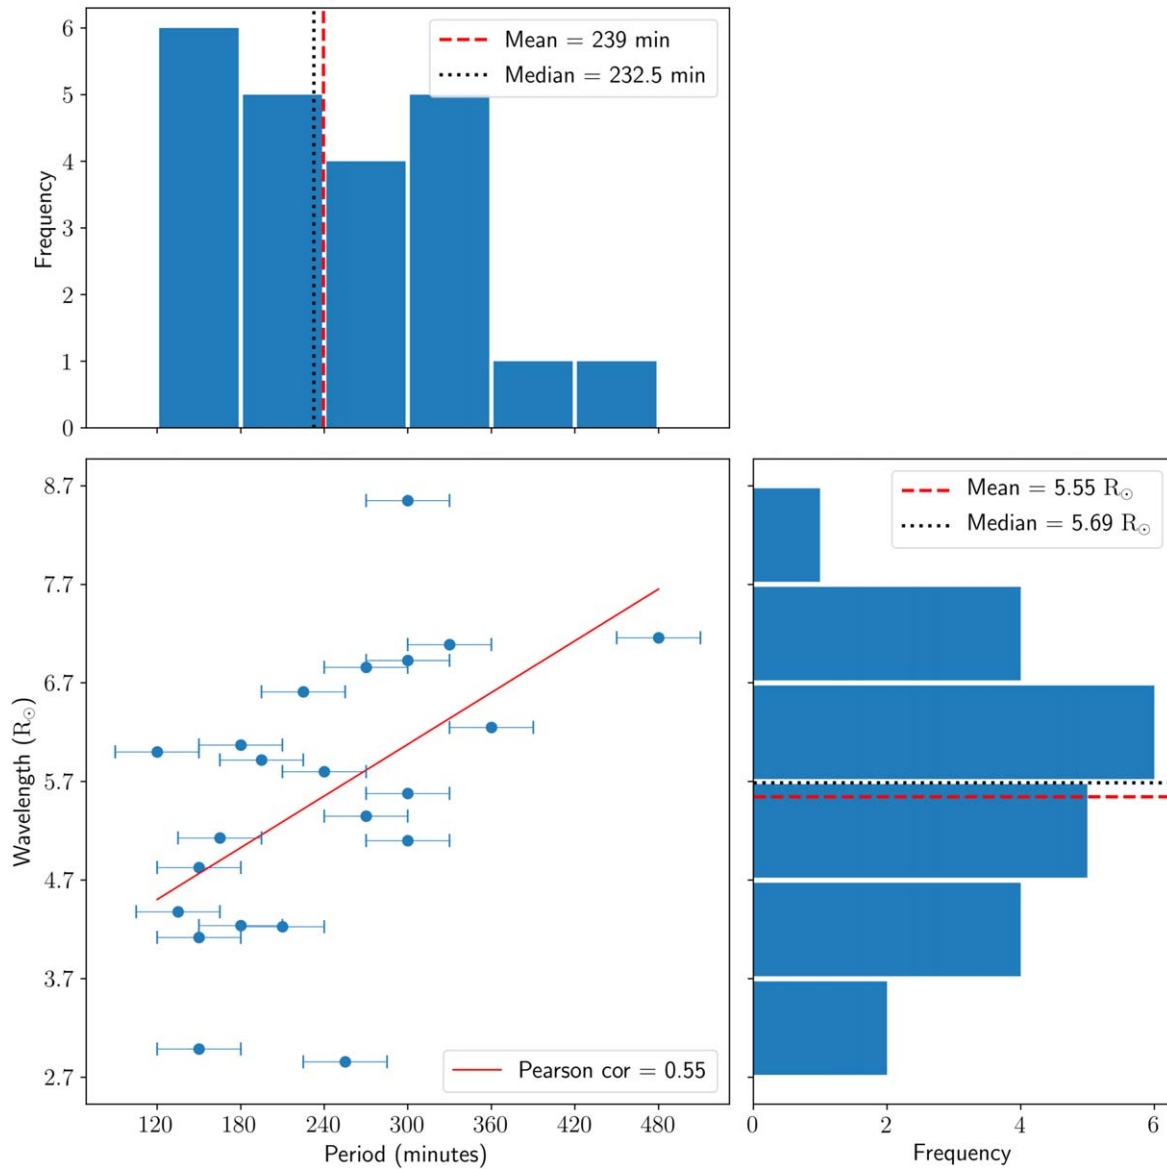 6
5
4
3
2
1
0
Frequency
Mean = 239 min
Median = 232.5 min
8.7
7.7
6.7
5.7
4.7
3.7
2.7
Wavelength (R☉)
Pearson cor = 0.55
120 180 240 300 360 420 480
Period (minutes)
Mean = 5.55 R☉
Median = 5.69 R☉
0 2 4 6
Frequency